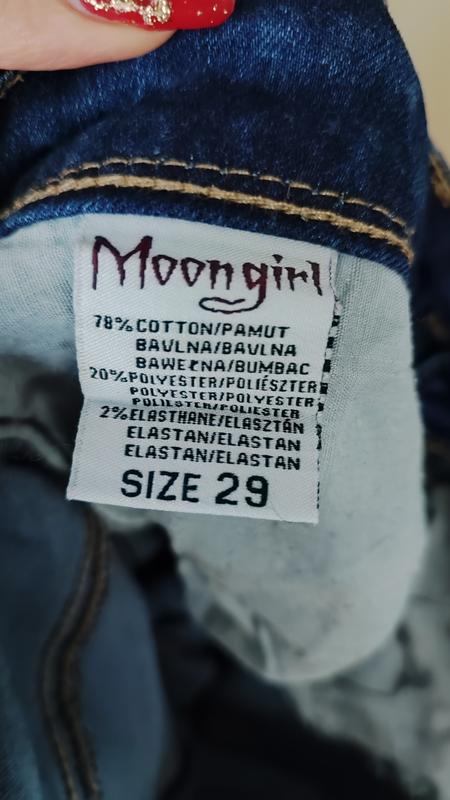 Moongirl
78% COTTON/PAMUT
BAVLNA/BAVLNA
BAWEŁNA/BUMBAC
20% POLYESTER/POLIÉSZTER
POLYESTER/POLYESTER
POLIESTER/POLIESTER
2% ELASTHANE/ELASZTÁN
ELASTAN/ELASTAN
ELASTAN/ELASTAN
SIZE 29